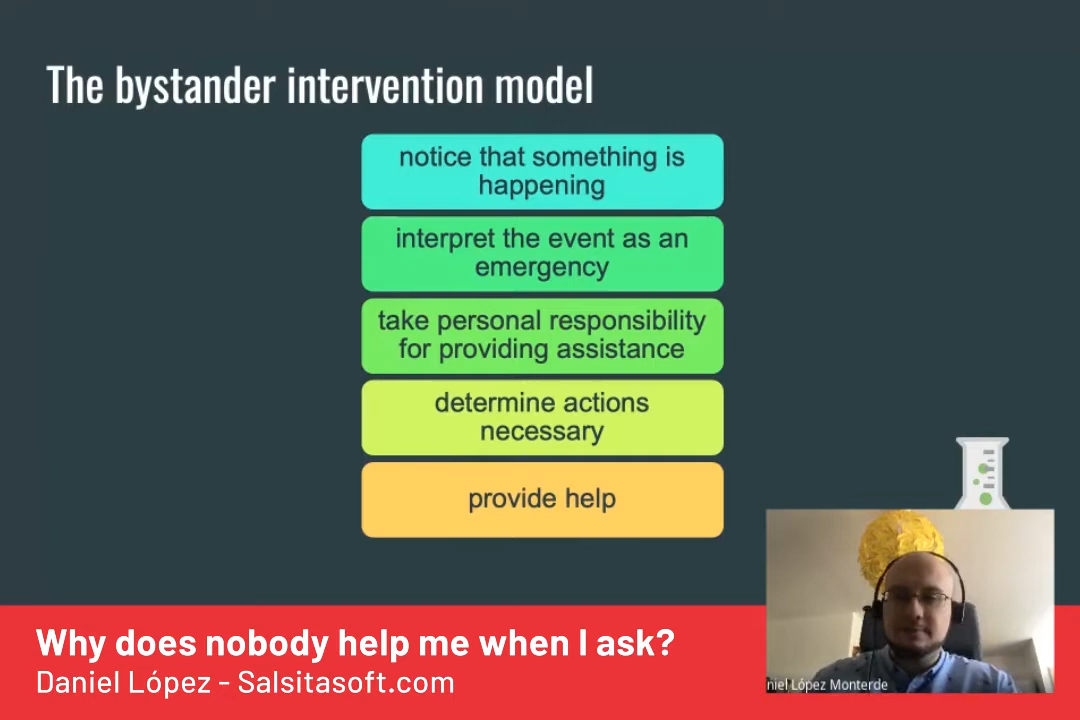 The bystander intervention model
notice that something is
happening
interpret the event as an
emergency
take personal responsibility
for providing assistance
determine actions
necessary
provide help
Why does nobody help me when I ask?
Daniel López - Salsitasoft.com
niel López Monterde